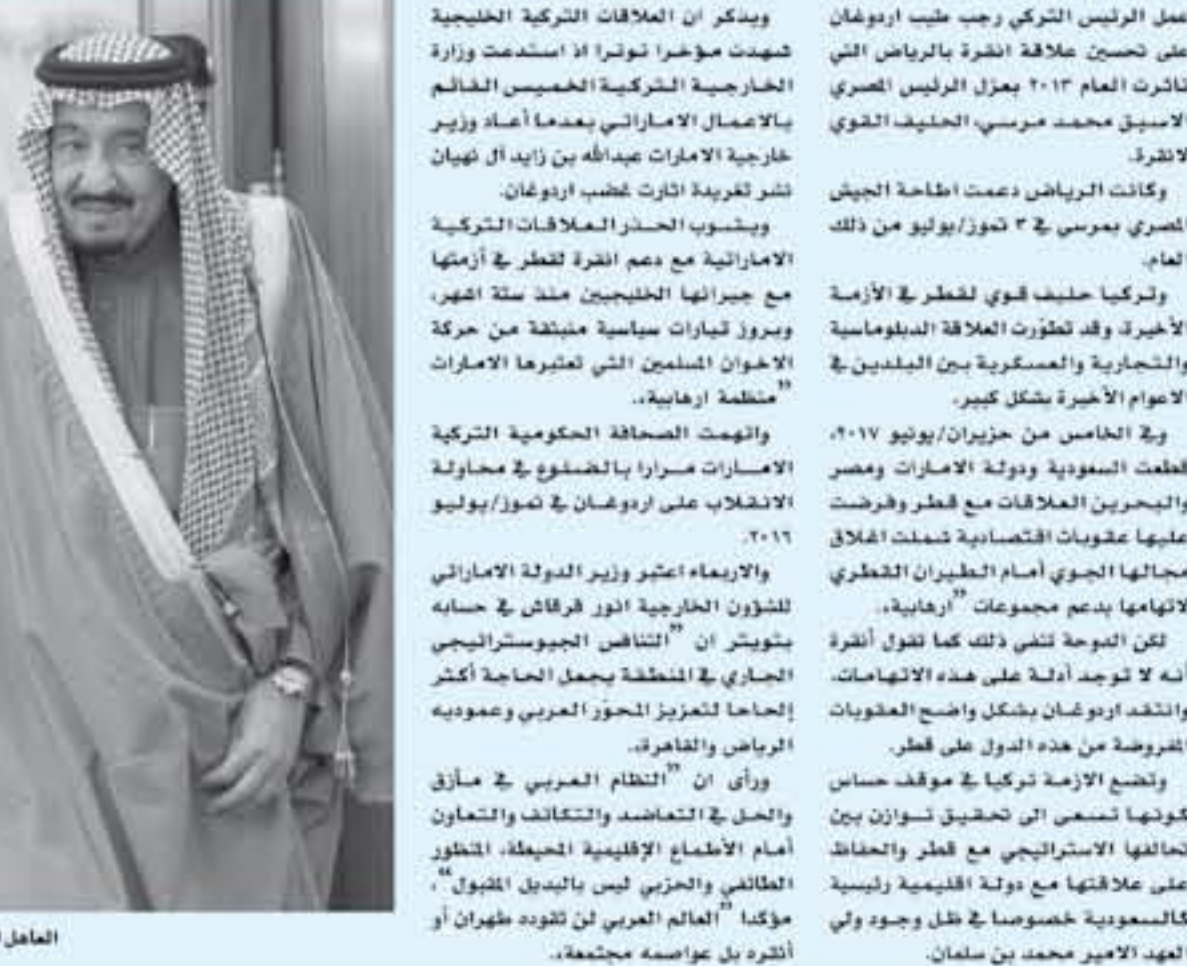 عمل الرئيس التركي رجب طيب اردوغان
على تحسين علاقة انقرة بالرياض التي
تاثرت العام ٢٠١٣ بعزل الرئيس المصري
الاسبق محمد مرسي، الحليف القوي
لانقرة.
وكانت الرياض دعمت اطاحة الجيش
المصري بمرسي في ٣ تموز/يوليو من ذلك
العام.
وتركيا حليف قوي لقطر في الأزمة
الأخيرة، وقد تطوّرت العلاقة الدبلوماسية
والتجارية والعسكرية بين البلدين في
الاعوام الأخيرة بشكل كبير.
وفي الخامس من حزيران/يونيو ٢٠١٧،
قطعت السعودية ودولة الامارات ومصر
والبحرين العلاقات مع قطر وفرضت
عليها عقوبات اقتصادية شملت اغلاق
مجالها الجوي أمام الطيران القطري
لاتهامها بدعم مجموعات "ارهابية".
لكن الدوحة تنفي ذلك كما تقول أنقرة
أنه لا توجد أدلة على هذه الاتهامات.
وانتقد اردوغان بشكل واضح العقوبات
المفروضة من هذه الدول على قطر.
وتضع الازمة تركيا في موقف حساس
كونها تسعى الى تحقيق توازن بين
تحالفها الاستراتيجي مع قطر والحفاظ
على علاقتها مع دولة اقليمية رئيسية
كالسعودية خصوصا في ظل وجود ولي
العهد الامير محمد بن سلمان.
ويذكر ان العلاقات التركية الخليجية
شهدت مؤخرا توترا اذ استدعت وزارة
الخارجية التركية الخميس القائم
بالاعمال الاماراتي بعدما أعاد وزير
خارجية الامارات عبدالله بن زايد آل نهيان
نشر تغريدة اثارت غضب اردوغان.
ويشوب الحذر العلاقات التركية
الاماراتية مع دعم انقرة لقطر في أزمتها
مع جيرانها الخليجيين منذ ستة اشهر،
وبروز تيارات سياسية منبثقة من حركة
الاخوان المسلمين التي تعتبرها الامارات
"منظمة ارهابية".
واتهمت الصحافة الحكومية التركية
الامارات مرارا بالضلوع في محاولة
الانقلاب على اردوغان في تموز/يوليو
٢٠١٦.
والاربعاء اعتبر وزير الدولة الاماراتي
للشؤون الخارجية انور قرقاش في حسابه
بتويتر ان "التنافس الجيوستراتيجي
الجاري في المنطقة يجعل الحاجة أكثر
إلحاحا لتعزيز المحوّر العربي وعموديه
الرياض والقاهرة".
ورأى ان "النظام العربي في مأزق
والحل في التعاضد والتكاتف والتعاون
أمام الأطماع الإقليمية المحيطة، المنظور
الطائفي والحزبي ليس بالبديل المقبول"،
مؤكدا "العالم العربي لن تقوده طهران أو
أنقره بل عواصمه مجتمعة".
العاهل